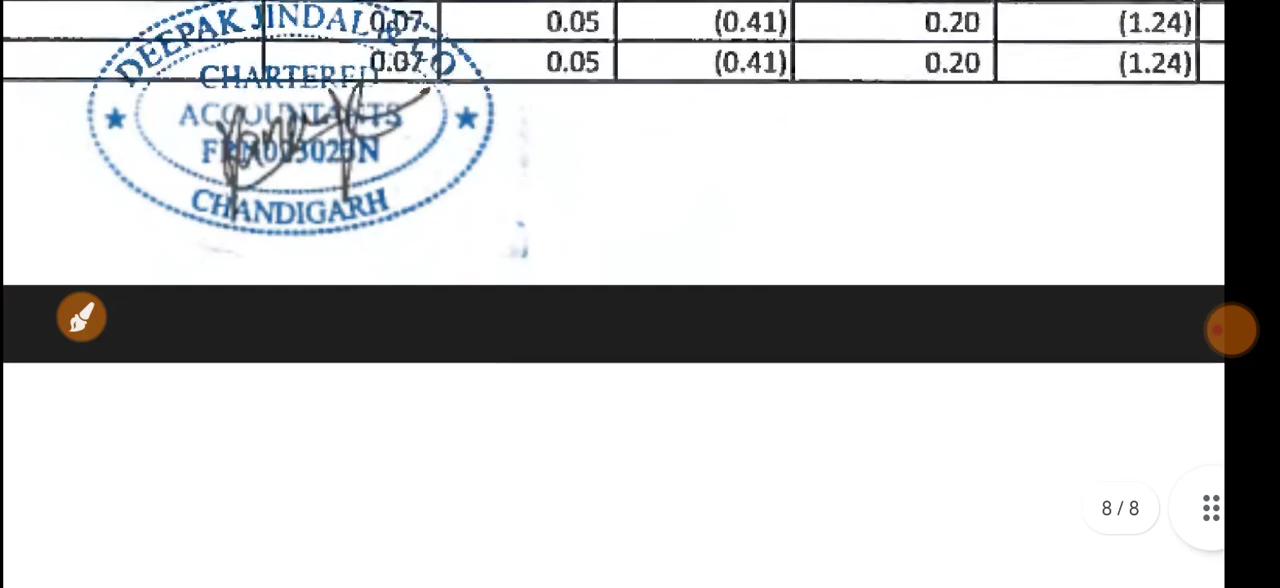 0.07 0.05 (0.41) 0.20 (1.24)
0.07 0.05 (0.41) 0.20 (1.24)
DEEPAK JINDAL & CO
CHARTERED
ACCOUNTANTS
CHANDIGARH
8 / 8